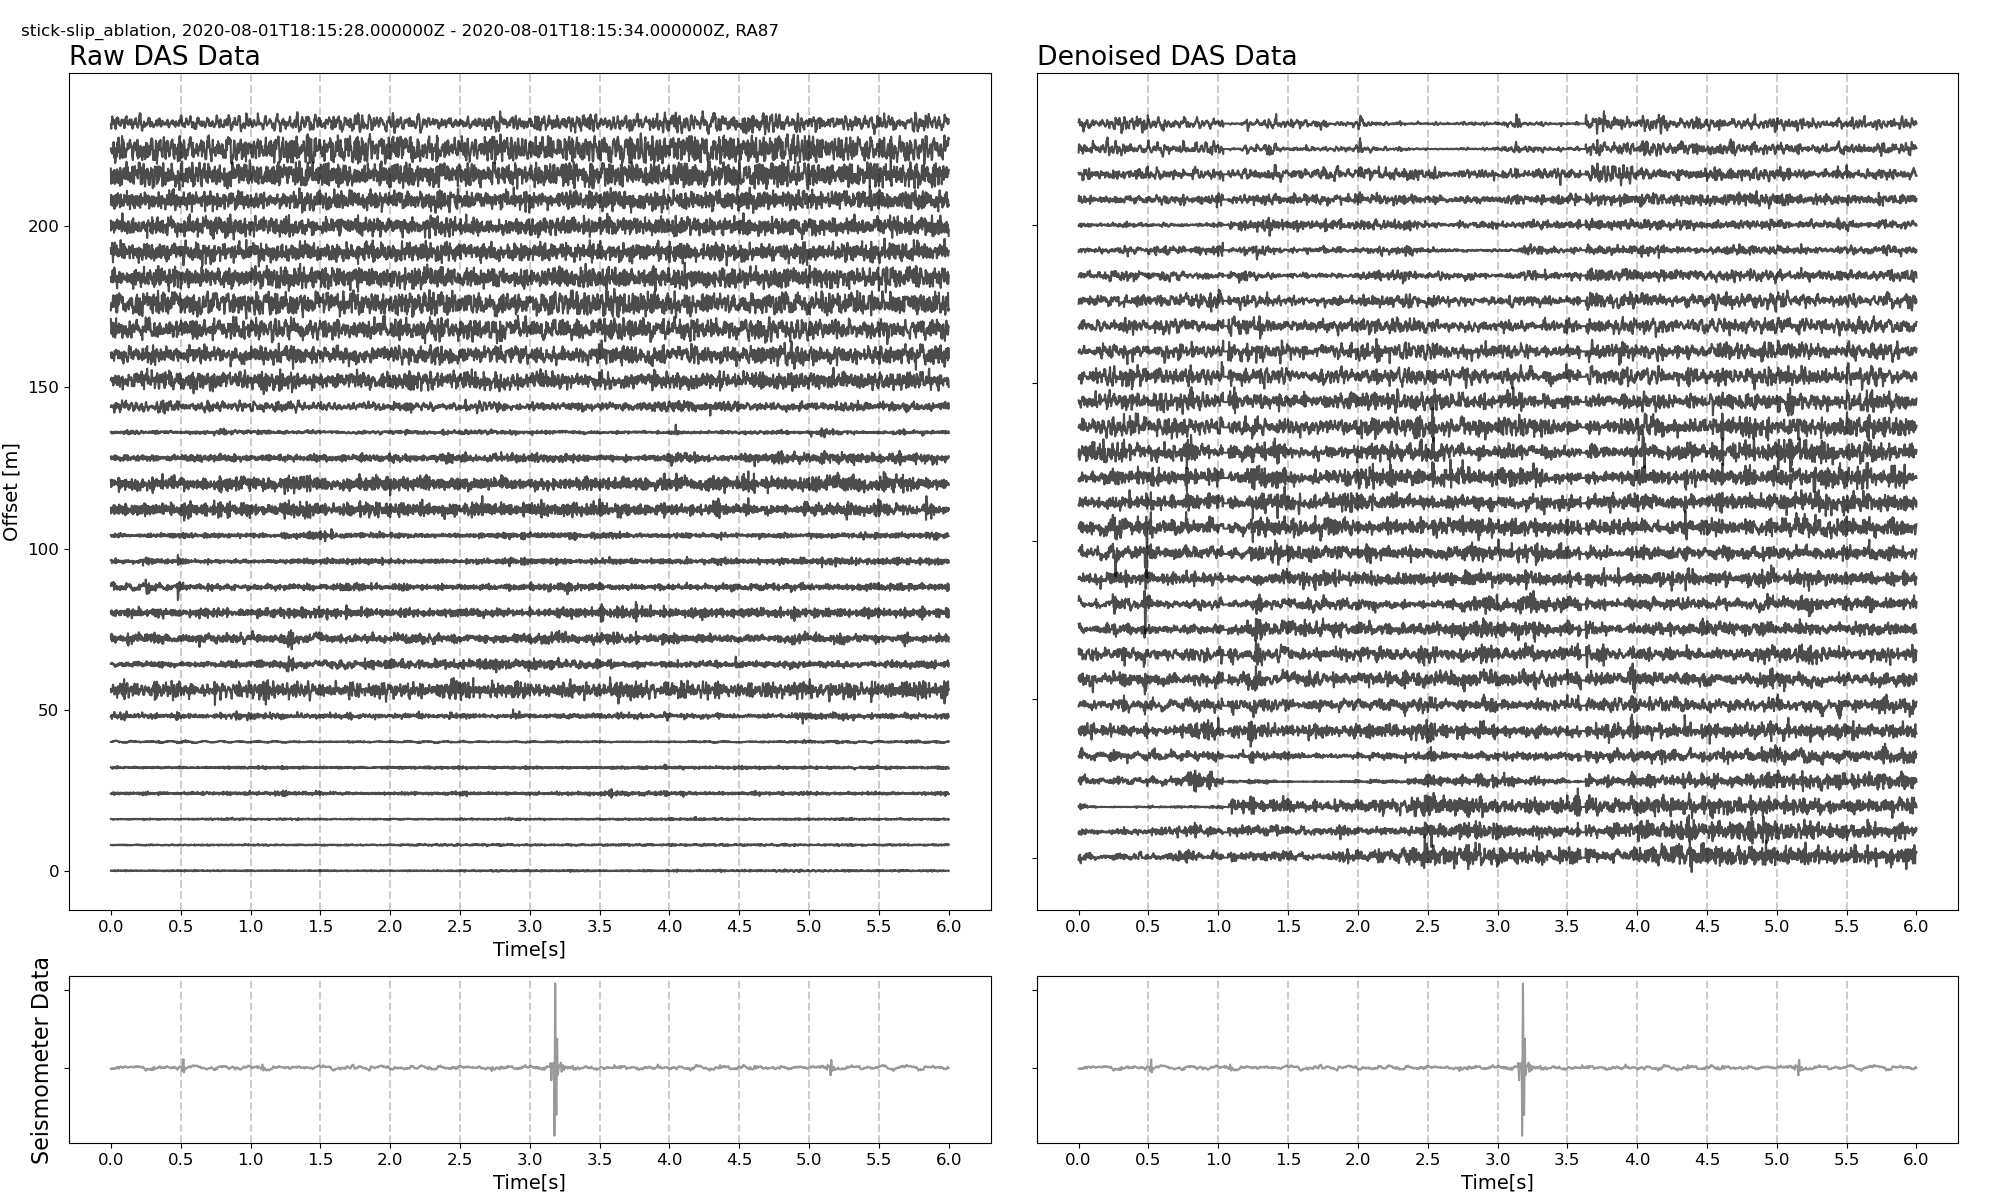 stick-slip_ablation, 2020-08-01T18:15:28.000000Z - 2020-08-01T18:15:34.000000Z, RA87
Raw DAS Data
Denoised DAS Data
Offset [m]
200
150
100
50
0
0.0 0.5 1.0 1.5 2.0 2.5 3.0 3.5 4.0 4.5 5.0 5.5 6.0
Time[s]
0.0 0.5 1.0 1.5 2.0 2.5 3.0 3.5 4.0 4.5 5.0 5.5 6.0
Seismometer Data
0.0 0.5 1.0 1.5 2.0 2.5 3.0 3.5 4.0 4.5 5.0 5.5 6.0
Time[s]
0.0 0.5 1.0 1.5 2.0 2.5 3.0 3.5 4.0 4.5 5.0 5.5 6.0
Time[s]